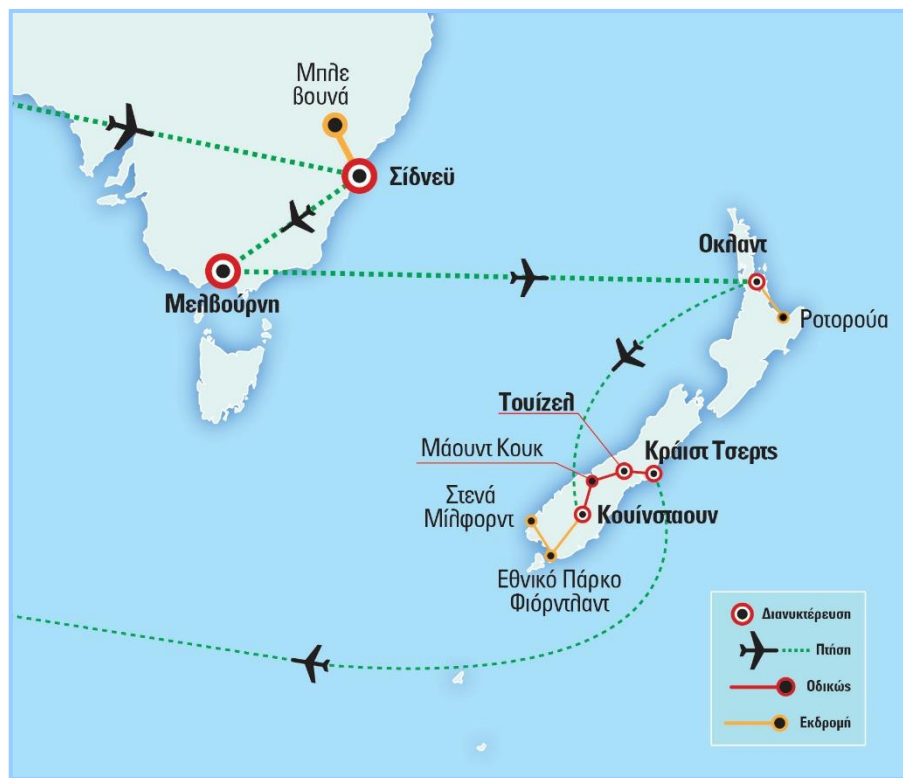 Μπλε
βουνά
Σίδνεϋ
Μελβούρνη
Οκλαντ
Ροτορούα
Τουίζελ
Μάουντ Κουκ
Κράιστ Τσερτς
Στενά
Μίλφορντ
Κουίνσταουν
Εθνικό Πάρκο
Φιόρντλαντ
Διανυκτέρευση
Πτήση
Οδικώς
Εκδρομή